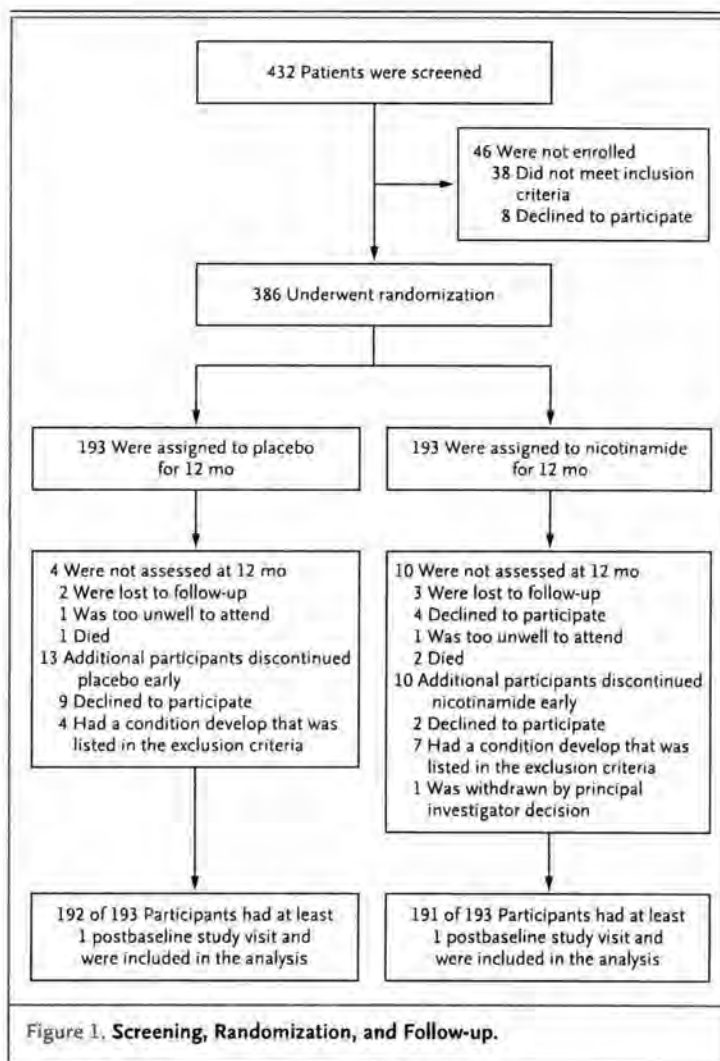 432 Patients were screened
46 Were not enrolled
38 Did not meet inclusion
criteria
8 Declined to participate
386 Underwent randomization
193 Were assigned to placebo
for 12 mo
193 Were assigned to nicotinamide
for 12 mo
4 Were not assessed at 12 mo
2 Were lost to follow-up
1 Was too unwell to attend
1 Died
13 Additional participants discontinued
placebo early
9 Declined to participate
4 Had a condition develop that was
listed in the exclusion criteria
10 Were not assessed at 12 mo
3 Were lost to follow-up
4 Declined to participate
1 Was too unwell to attend
2 Died
10 Additional participants discontinued
nicotinamide early
2 Declined to participate
7 Had a condition develop that was
listed in the exclusion criteria
1 Was withdrawn by principal
investigator decision
192 of 193 Participants had at least
1 postbaseline study visit and
were included in the analysis
191 of 193 Participants had at least
1 postbaseline study visit and
were included in the analysis
Figure 1. Screening, Randomization, and Follow-up.